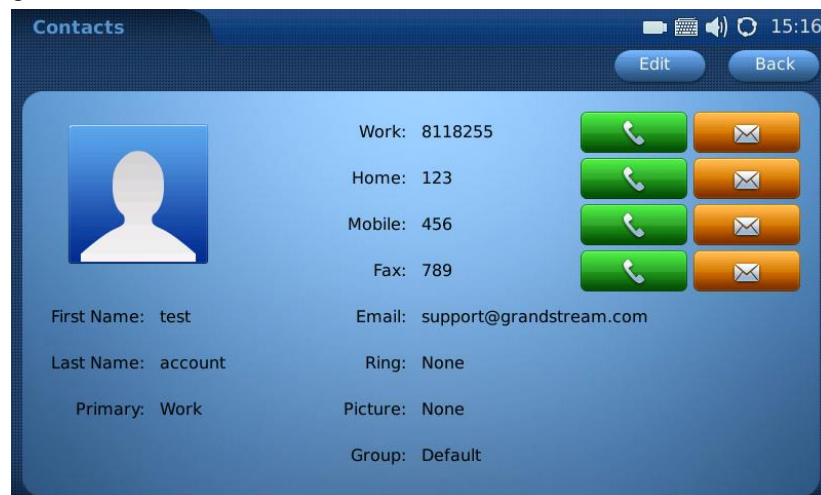 Contacts 15:16
Edit Back
Work: 8118255
Home: 123
Mobile: 456
Fax: 789
First Name: test Email: support@grandstream.com
Last Name: account Ring: None
Primary: Work Picture: None
Group: Default